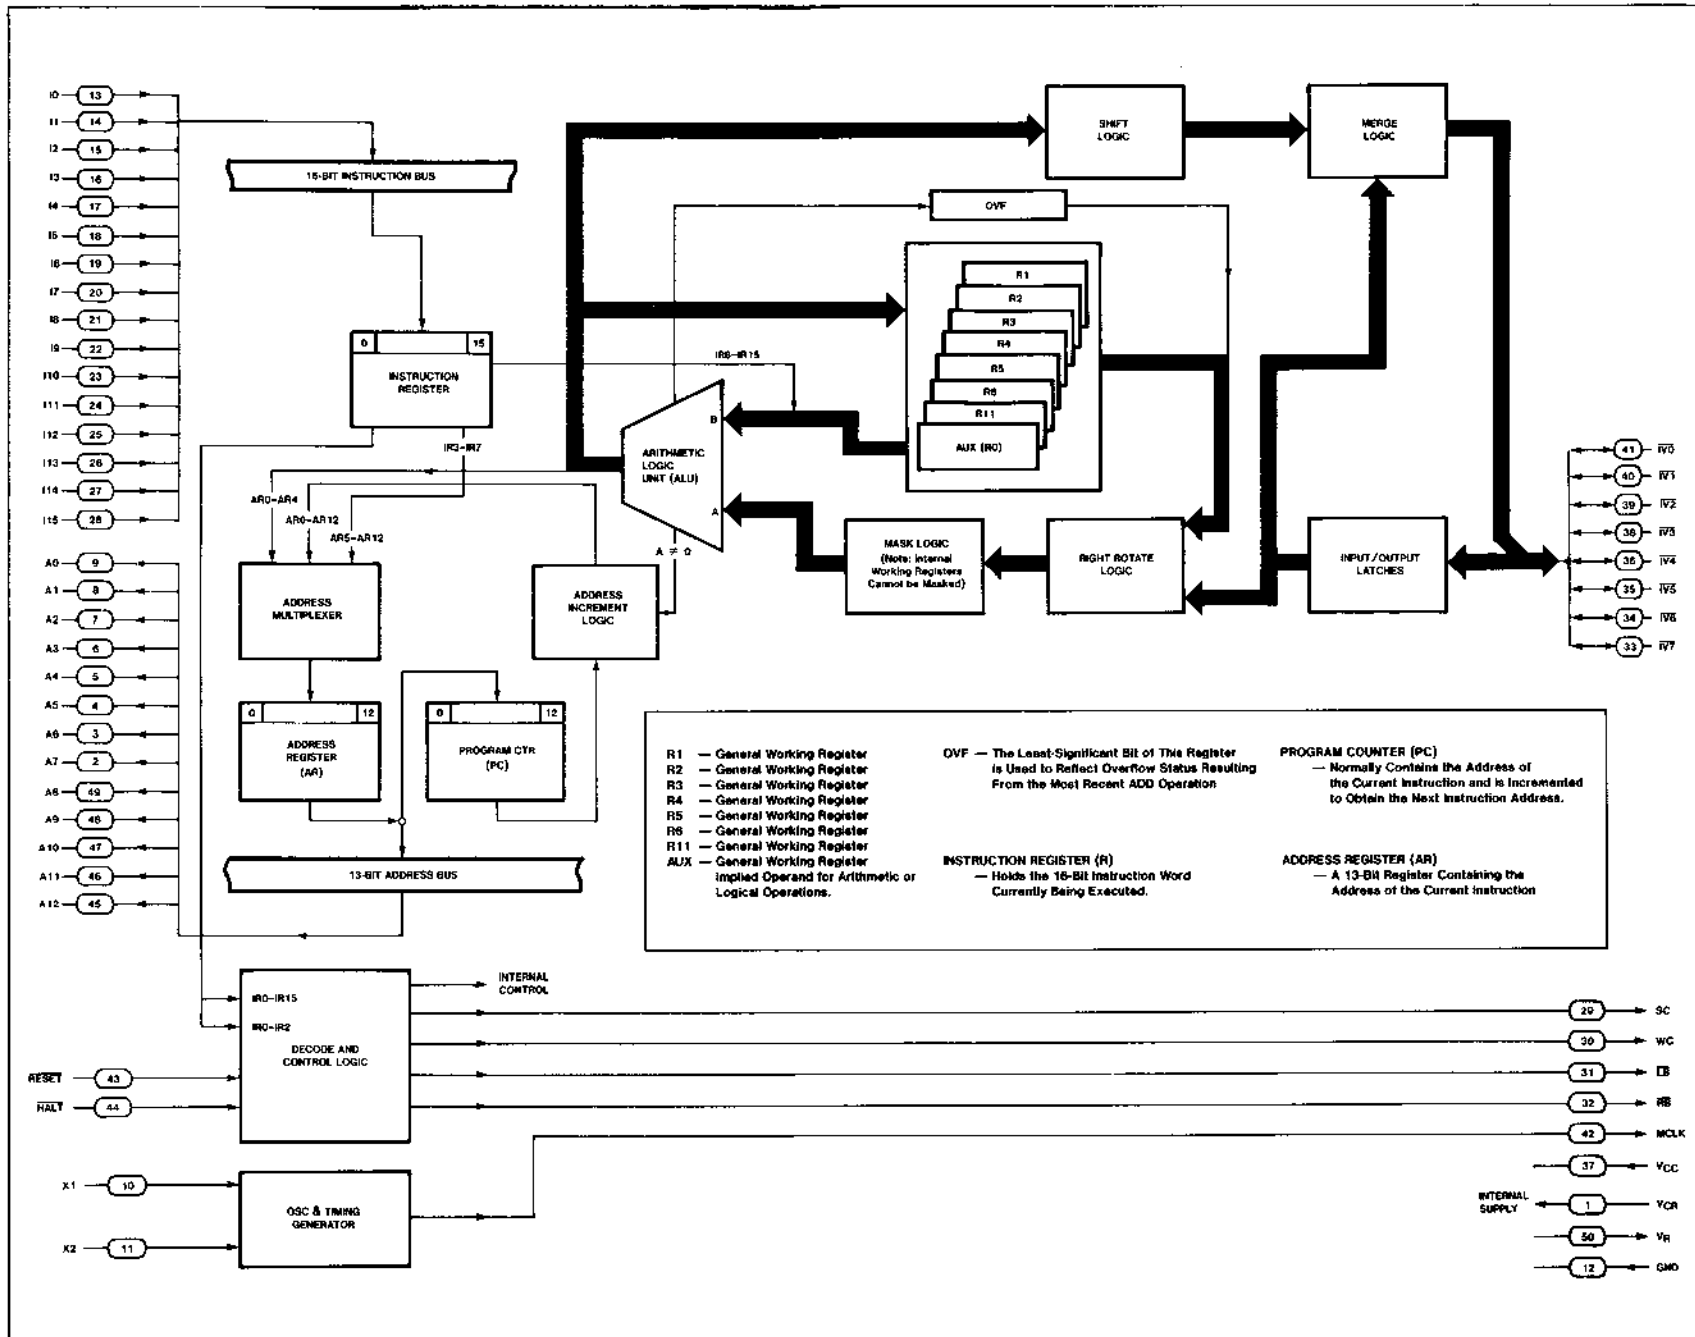 I0 13
I1 14
I2 15
I3 16
I4 17
I5 18
I6 19
I7 20
I8 21
I9 22
I10 23
I11 24
I12 25
I13 26
I14 27
I15 28
A0 9
A1 8
A2 7
A3 6
A4 5
A5 4
A6 3
A7 2
A8 49
A9 48
A10 47
A11 46
A12 45
RESET 43
HALT 44
X1 10
X2 11
16-BIT INSTRUCTION BUS
0 15
INSTRUCTION
REGISTER
IR8-IR15
IR3-IR7
AR0-AR4
AR0-AR12
AR5-AR12
ADDRESS
MULTIPLEXER
ADDRESS
INCREMENT
LOGIC
A ≠ 0
0 12
ADDRESS
REGISTER
(AR)
0 12
PROGRAM CTR
(PC)
13-BIT ADDRESS BUS
ARITHMETIC
LOGIC
UNIT (ALU)
B
A
SHIFT
LOGIC
MERGE
LOGIC
OVF
R1
R2
R3
R4
R5
R6
R11
AUX (R0)
MASK LOGIC
(Note: Internal
Working Registers
Cannot be Masked)
RIGHT ROTATE
LOGIC
INPUT/OUTPUT
LATCHES
41 IV0
40 IV1
39 IV2
38 IV3
36 IV4
35 IV5
34 IV6
33 IV7
R1 — General Working Register
R2 — General Working Register
R3 — General Working Register
R4 — General Working Register
R5 — General Working Register
R6 — General Working Register
R11 — General Working Register
AUX — General Working Register
Implied Operand for Arithmetic or
Logical Operations.
OVF — The Least-Significant Bit of This Register
is Used to Reflect Overflow Status Resulting
From the Most Recent ADD Operation
INSTRUCTION REGISTER (R)
— Holds the 16-Bit Instruction Word
Currently Being Executed.
PROGRAM COUNTER (PC)
— Normally Contains the Address of
the Current Instruction and is Incremented
to Obtain the Next Instruction Address.
ADDRESS REGISTER (AR)
— A 13-Bit Register Containing the
Address of the Current Instruction
IR0-IR15
IR0-IR2
DECODE AND
CONTROL LOGIC
INTERNAL
CONTROL
OSC & TIMING
GENERATOR
29 SC
30 WC
31 LB
32 RB
42 MCLK
37 VCC
INTERNAL
SUPPLY
1 VCR
50 VR
12 GND